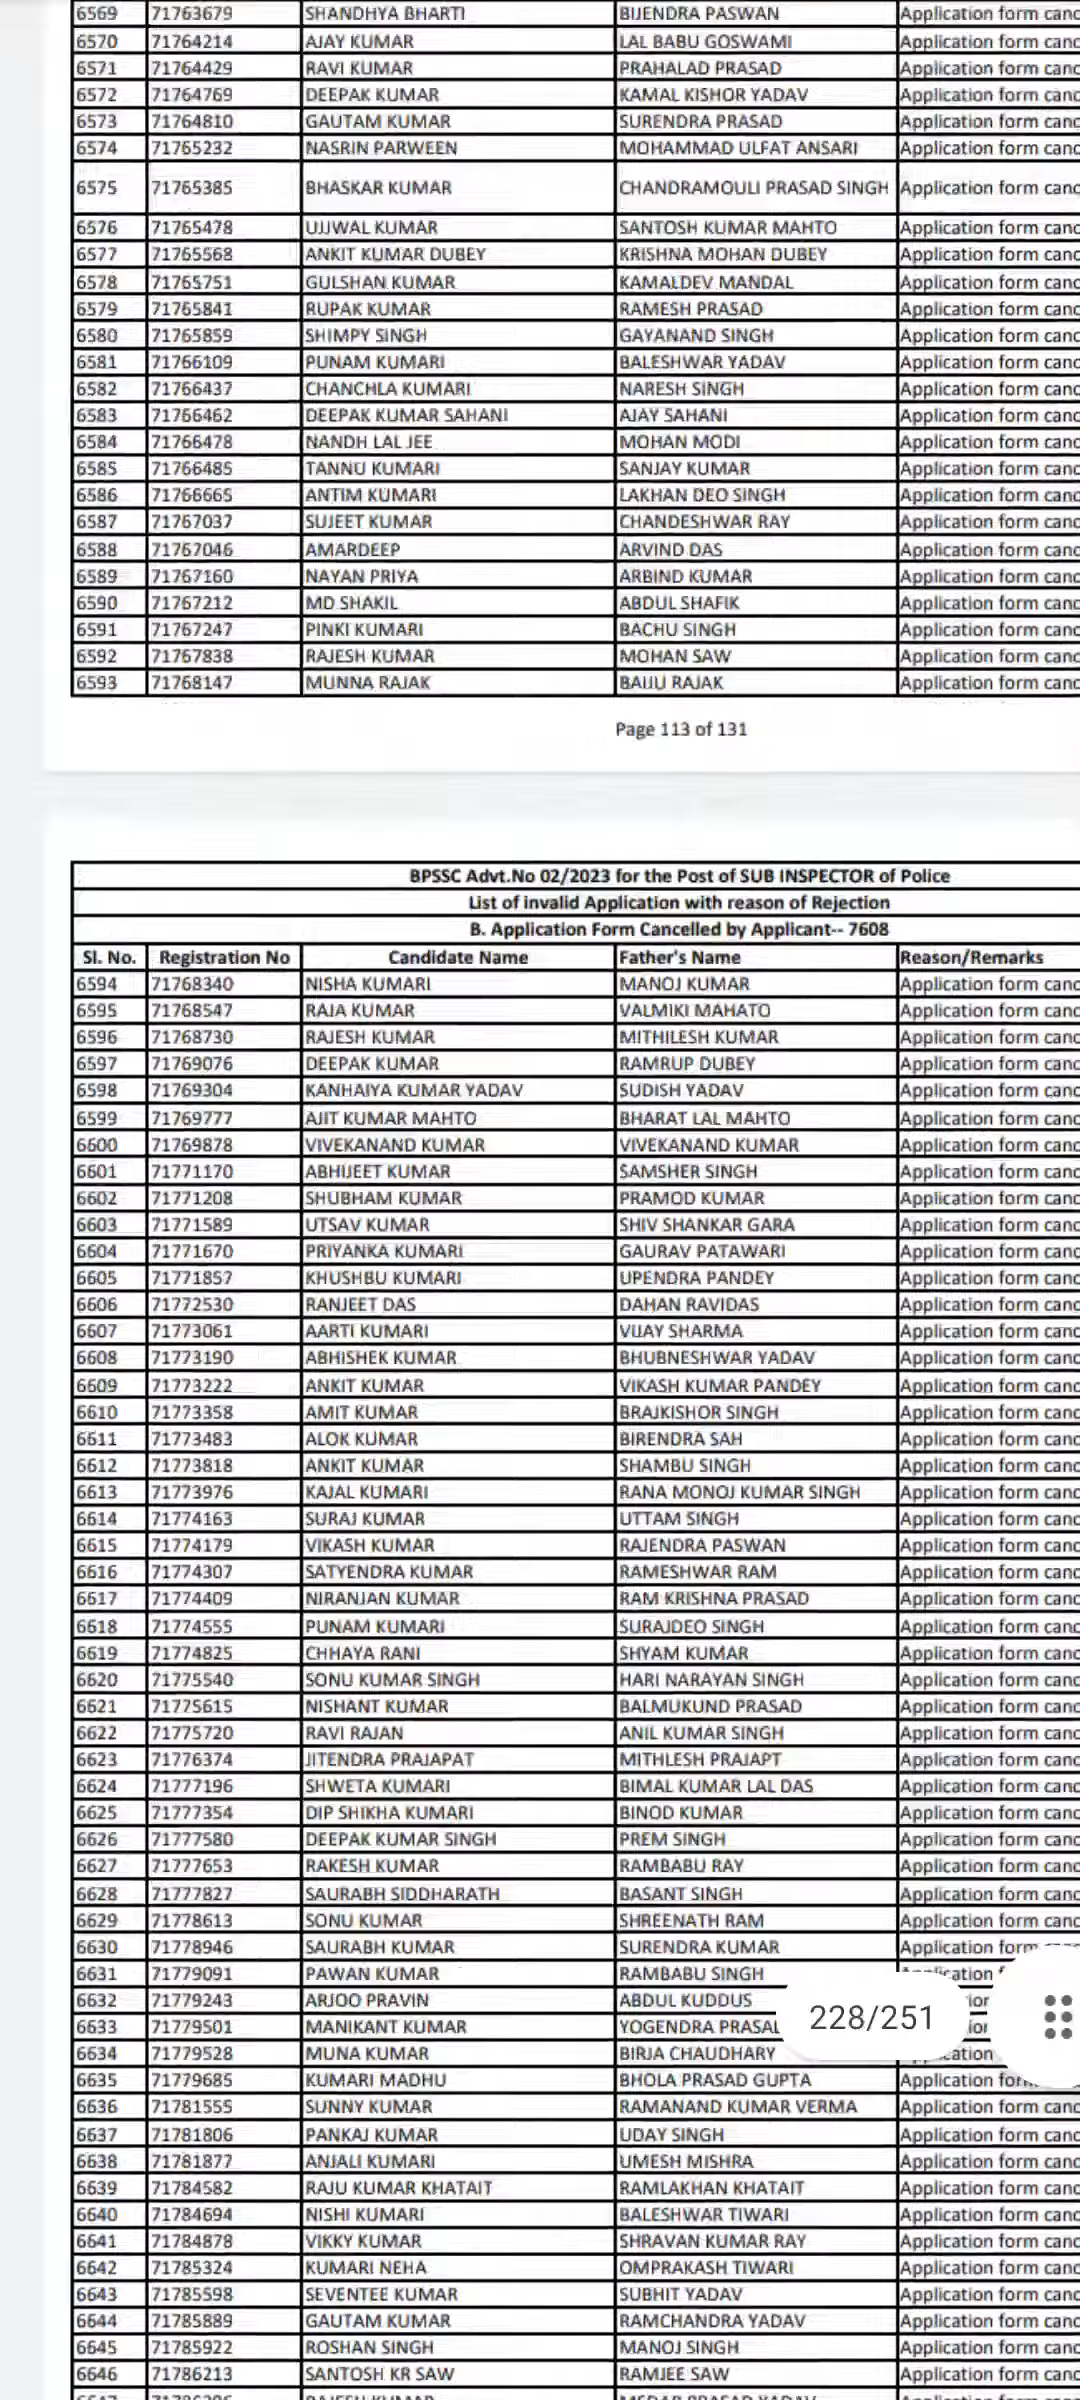 6569 71763679 SHANDHYA BHARTI BIJENDRA PASWAN Application form canc
6570 71764214 AJAY KUMAR LAL BABU GOSWAMI Application form canc
6571 71764429 RAVI KUMAR PRAHALAD PRASAD Application form canc
6572 71764769 DEEPAK KUMAR KAMAL KISHOR YADAV Application form canc
6573 71764810 GAUTAM KUMAR SURENDRA PRASAD Application form canc
6574 71765232 NASRIN PARWEEN MOHAMMAD ULFAT ANSARI Application form canc
6575 71765385 BHASKAR KUMAR CHANDRAMOULI PRASAD SINGH Application form canc
6576 71765478 UJJWAL KUMAR SANTOSH KUMAR MAHTO Application form canc
6577 71765568 ANKIT KUMAR DUBEY KRISHNA MOHAN DUBEY Application form canc
6578 71765751 GULSHAN KUMAR KAMALDEV MANDAL Application form canc
6579 71765841 RUPAK KUMAR RAMESH PRASAD Application form canc
6580 71765859 SHIMPY SINGH GAYANAND SINGH Application form canc
6581 71766109 PUNAM KUMARI BALESHWAR YADAV Application form canc
6582 71766437 CHANCHLA KUMARI NARESH SINGH Application form canc
6583 71766462 DEEPAK KUMAR SAHANI AJAY SAHANI Application form canc
6584 71766478 NANDH LAL JEE MOHAN MODI Application form canc
6585 71766485 TANNU KUMARI SANJAY KUMAR Application form canc
6586 71766665 ANTIM KUMARI LAKHAN DEO SINGH Application form canc
6587 71767037 SUJEET KUMAR CHANDESHWAR RAY Application form canc
6588 71767046 AMARDEEP ARVIND DAS Application form canc
6589 71767160 NAYAN PRIYA ARBIND KUMAR Application form canc
6590 71767212 MD SHAKIL ABDUL SHAFIK Application form canc
6591 71767247 PINKI KUMARI BACHU SINGH Application form canc
6592 71767838 RAJESH KUMAR MOHAN SAW Application form canc
6593 71768147 MUNNA RAJAK BAIJU RAJAK Application form canc
Page 113 of 131
BPSSC Advt.No 02/2023 for the Post of SUB INSPECTOR of Police
List of invalid Application with reason of Rejection
B. Application Form Cancelled by Applicant-- 7608
Sl. No. Registration No Candidate Name Father's Name Reason/Remarks
6594 71768340 NISHA KUMARI MANOJ KUMAR Application form canc
6595 71768547 RAJA KUMAR VALMIKI MAHATO Application form canc
6596 71768730 RAJESH KUMAR MITHILESH KUMAR Application form canc
6597 71769076 DEEPAK KUMAR RAMRUP DUBEY Application form canc
6598 71769304 KANHAIYA KUMAR YADAV SUDISH YADAV Application form canc
6599 71769777 AJIT KUMAR MAHTO BHARAT LAL MAHTO Application form canc
6600 71769878 VIVEKANAND KUMAR VIVEKANAND KUMAR Application form canc
6601 71771170 ABHIJEET KUMAR SAMSHER SINGH Application form canc
6602 71771208 SHUBHAM KUMAR PRAMOD KUMAR Application form canc
6603 71771589 UTSAV KUMAR SHIV SHANKAR GARA Application form canc
6604 71771670 PRIYANKA KUMARI GAURAV PATAWARI Application form canc
6605 71771857 KHUSHBU KUMARI UPENDRA PANDEY Application form canc
6606 71772530 RANJEET DAS DAHAN RAVIDAS Application form canc
6607 71773061 AARTI KUMARI VIJAY SHARMA Application form canc
6608 71773190 ABHISHEK KUMAR BHUBNESHWAR YADAV Application form canc
6609 71773222 ANKIT KUMAR VIKASH KUMAR PANDEY Application form canc
6610 71773358 AMIT KUMAR BRAJKISHOR SINGH Application form canc
6611 71773483 ALOK KUMAR BIRENDRA SAH Application form canc
6612 71773818 ANKIT KUMAR SHAMBU SINGH Application form canc
6613 71773976 KAJAL KUMARI RANA MONOJ KUMAR SINGH Application form canc
6614 71774163 SURAJ KUMAR UTTAM SINGH Application form canc
6615 71774179 VIKASH KUMAR RAJENDRA PASWAN Application form canc
6616 71774307 SATYENDRA KUMAR RAMESHWAR RAM Application form canc
6617 71774409 NIRANJAN KUMAR RAM KRISHNA PRASAD Application form canc
6618 71774555 PUNAM KUMARI SURAJDEO SINGH Application form canc
6619 71774825 CHHAYA RANI SHYAM KUMAR Application form canc
6620 71775540 SONU KUMAR SINGH HARI NARAYAN SINGH Application form canc
6621 71775615 NISHANT KUMAR BALMUKUND PRASAD Application form canc
6622 71775720 RAVI RAJAN ANIL KUMAR SINGH Application form canc
6623 71776374 JITENDRA PRAJAPAT MITHLESH PRAJAPT Application form canc
6624 71777196 SHWETA KUMARI BIMAL KUMAR LAL DAS Application form canc
6625 71777354 DIP SHIKHA KUMARI BINOD KUMAR Application form canc
6626 71777580 DEEPAK KUMAR SINGH PREM SINGH Application form canc
6627 71777653 RAKESH KUMAR RAMBABU RAY Application form canc
6628 71777827 SAURABH SIDDHARATH BASANT SINGH Application form canc
6629 71778613 SONU KUMAR SHREENATH RAM Application form canc
6630 71778946 SAURABH KUMAR SURENDRA KUMAR Application form
6631 71779091 PAWAN KUMAR RAMBABU SINGH
6632 71779243 ARJOO PRAVIN ABDUL KUDDUS
228/251
6633 71779501 MANIKANT KUMAR YOGENDRA
6634 71779528 MUNA KUMAR BIRJA CHAUDHARY
6635 71779685 KUMARI MADHU BHOLA PRASAD GUPTA Application
6636 71781555 SUNNY KUMAR RAMANAND KUMAR VERMA Application form canc
6637 71781806 PANKAJ KUMAR UDAY SINGH Application form canc
6638 71781877 ANJALI KUMARI UMESH MISHRA Application form canc
6639 71784582 RAJU KUMAR KHATAIT RAMLAKHAN KHATAIT Application form canc
6640 71784694 NISHI KUMARI BALESHWAR TIWARI Application form canc
6641 71784878 VIKKY KUMAR SHRAVAN KUMAR RAY Application form canc
6642 71785324 KUMARI NEHA OMPRAKASH TIWARI Application form canc
6643 71785598 SEVENTEE KUMAR SUBHIT YADAV Application form canc
6644 71785889 GAUTAM KUMAR RAMCHANDRA YADAV Application form canc
6645 71785922 ROSHAN SINGH MANOJ SINGH Application form canc
6646 71786213 SANTOSH KR SAW RAMJEE SAW Application form canc